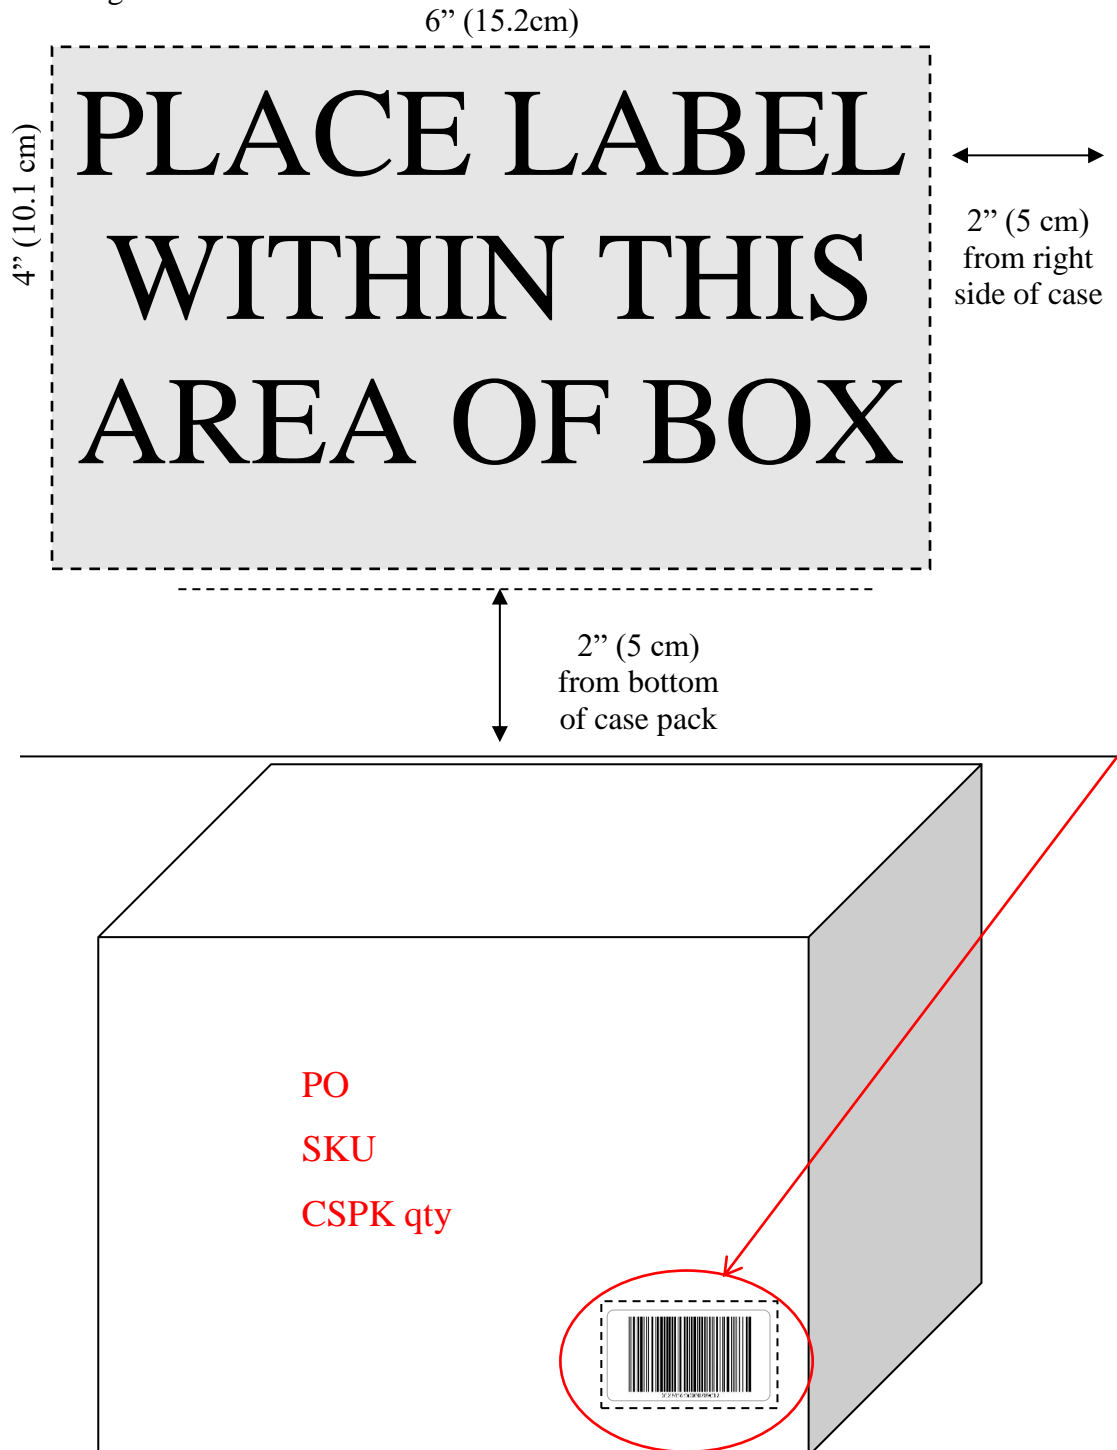 6” (15.2cm)
4” (10.1 cm)
PLACE LABEL
WITHIN THIS
AREA OF BOX
2” (5 cm)
from right
side of case
2” (5 cm)
from bottom
of case pack
PO
SKU
CSPK qty